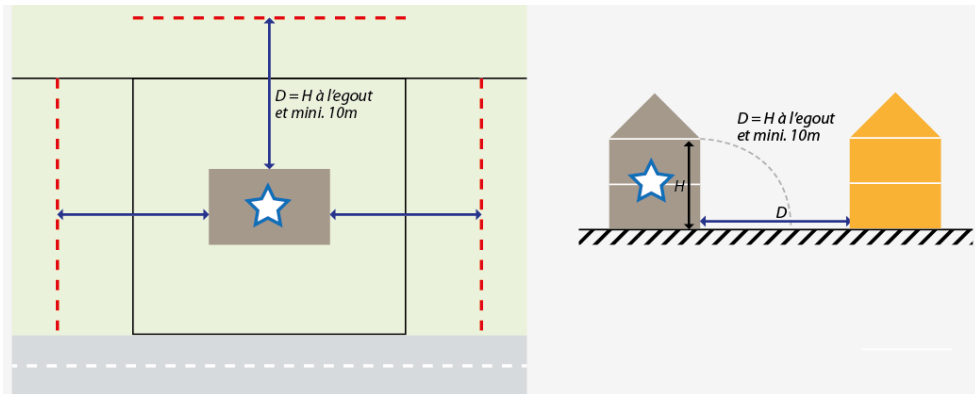 D = H à l'egout
et mini. 10m
D = H à l'egout
et mini. 10m
H
D